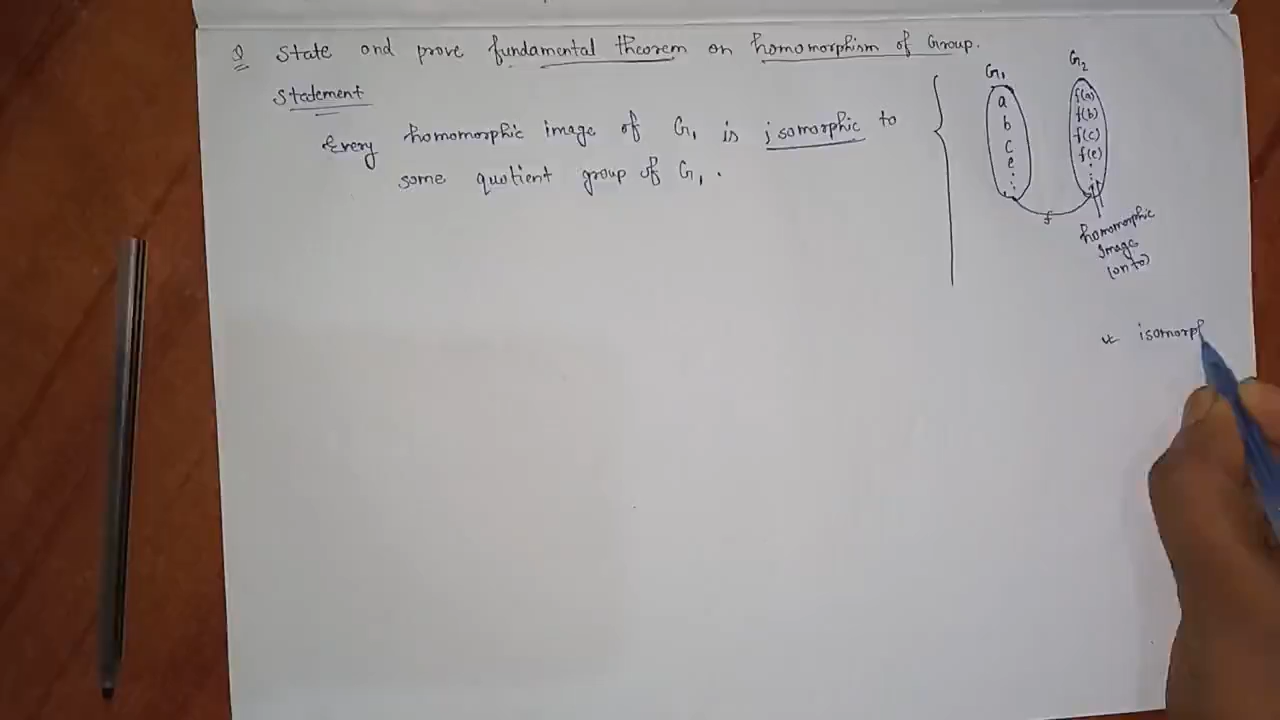 Q State and prove fundamental theorem on homomorphism of Group.
Statement
Every homomorphic image of G₁ is isomorphic to
some quotient group of G₁.
G₁ G₂
a f(a)
b f(b)
c f(c)
e f(e)
f
homomorphic
image
(onto)
isomorph